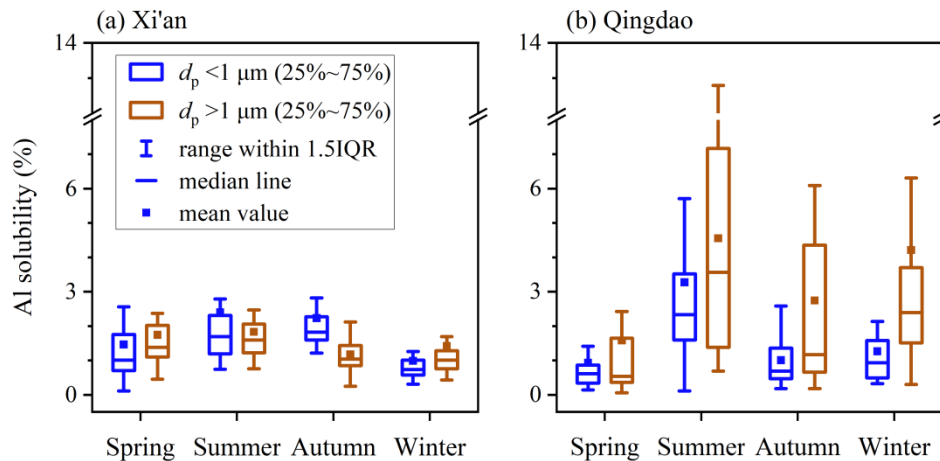 (a) Xi'an
(b) Qingdao
14
14
dp <1 μm (25%~75%)
dp >1 μm (25%~75%)
range within 1.5IQR
median line
mean value
Al solubility (%)
6
3
0
6
3
0
Spring Summer Autumn Winter
Spring Summer Autumn Winter